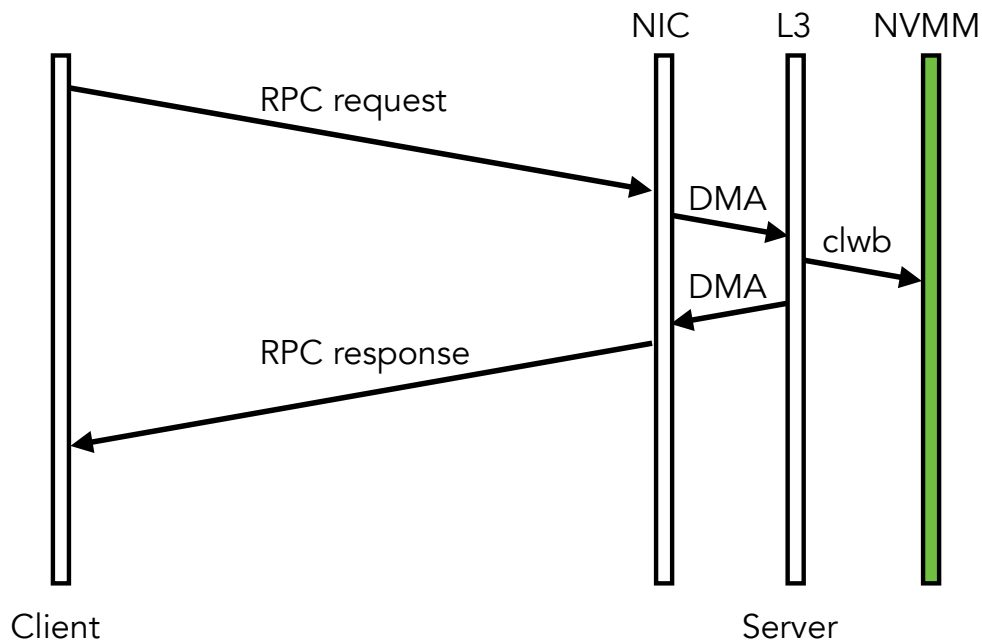 NIC L3 NVMM
RPC request
DMA
clwb
DMA
RPC response
Client Server